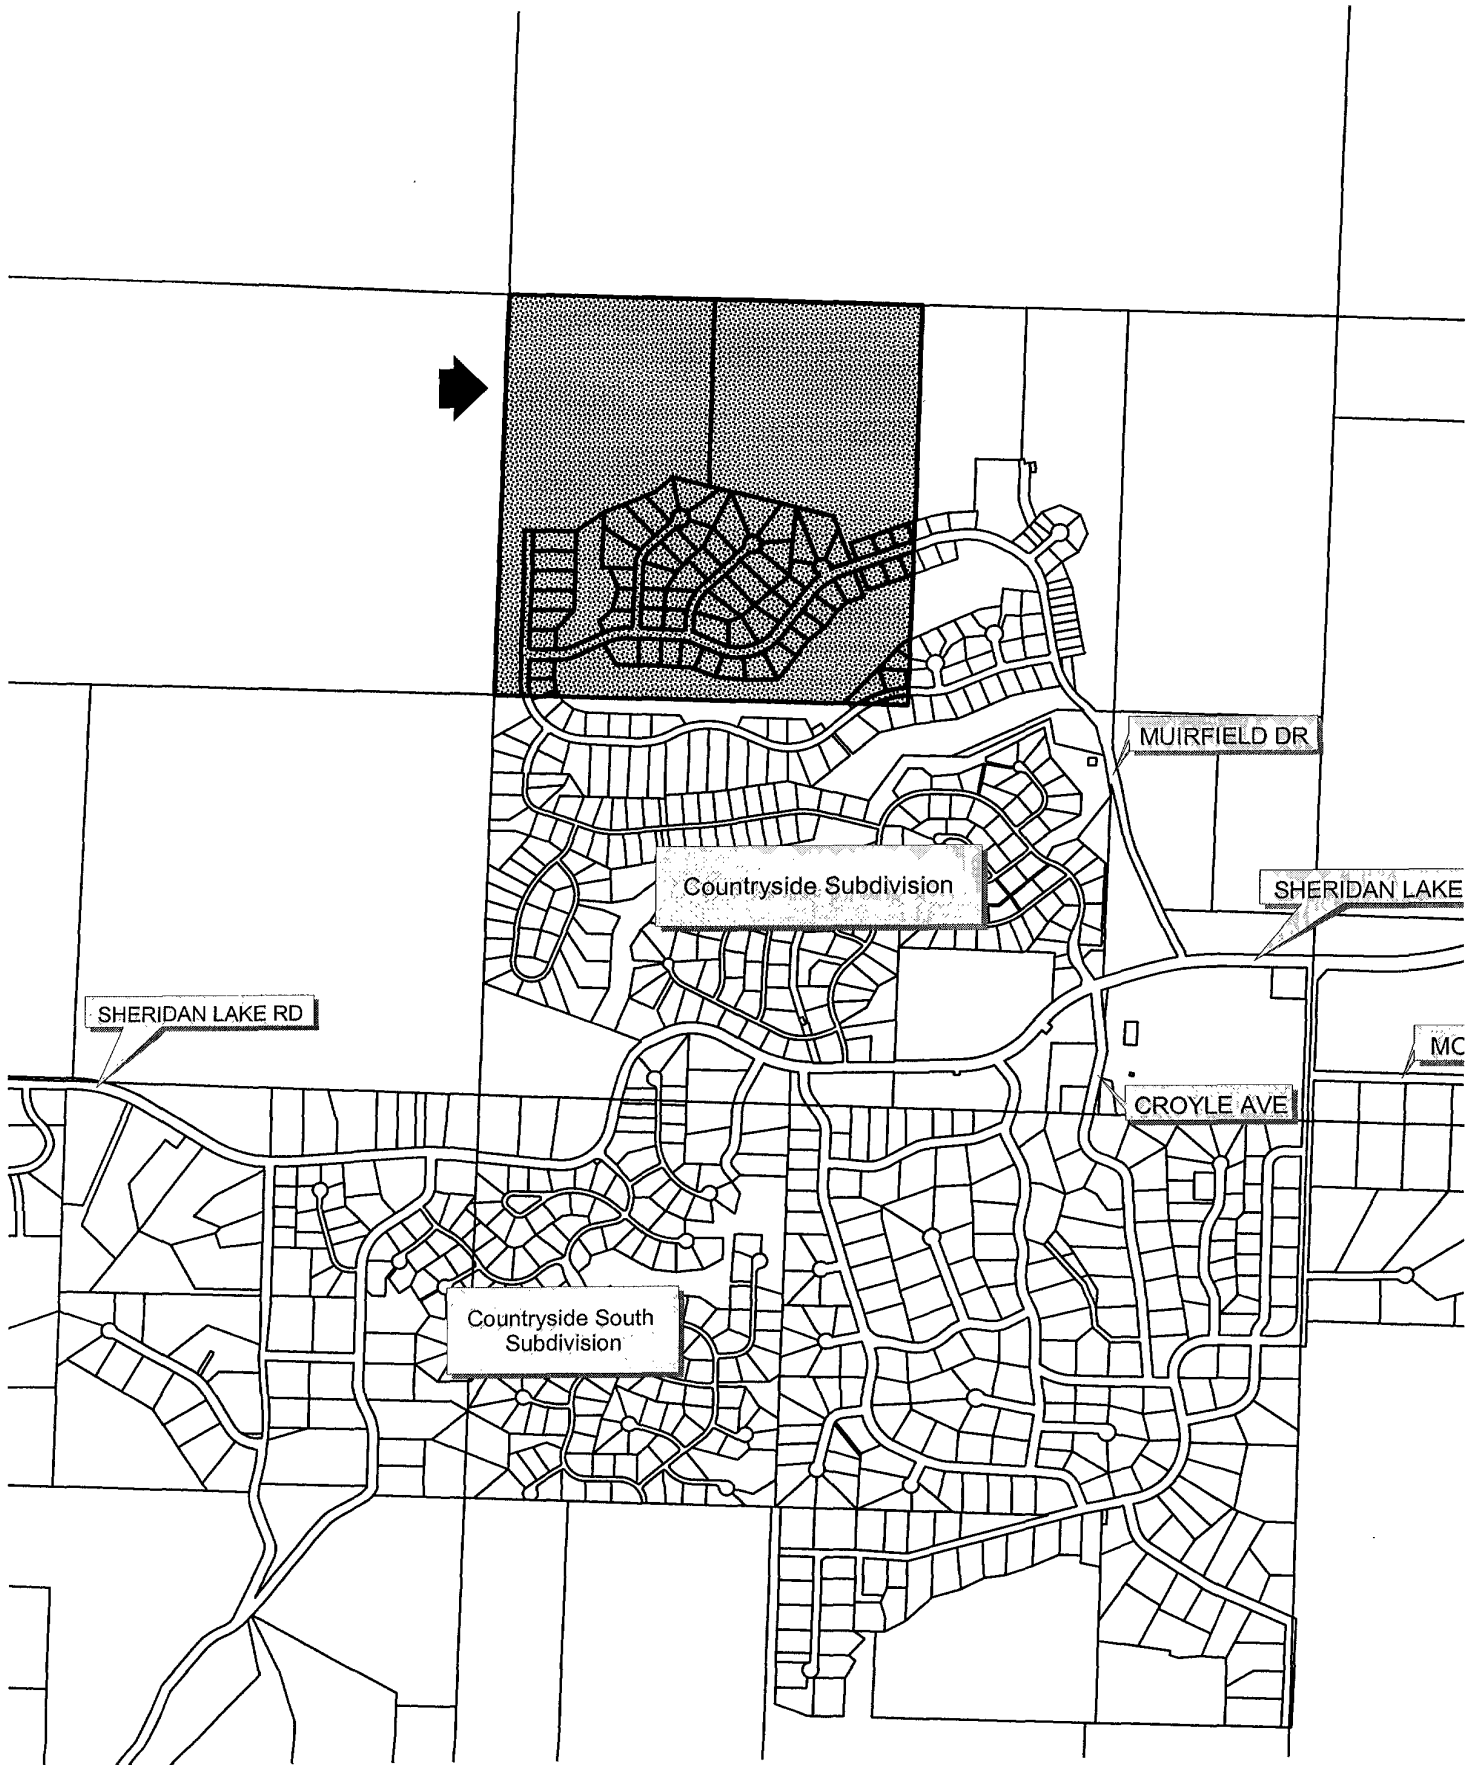 MUIRFIELD DR
Countryside Subdivision
SHERIDAN LAKE
SHERIDAN LAKE RD
MC
CROYLE AVE
Countryside South
Subdivision